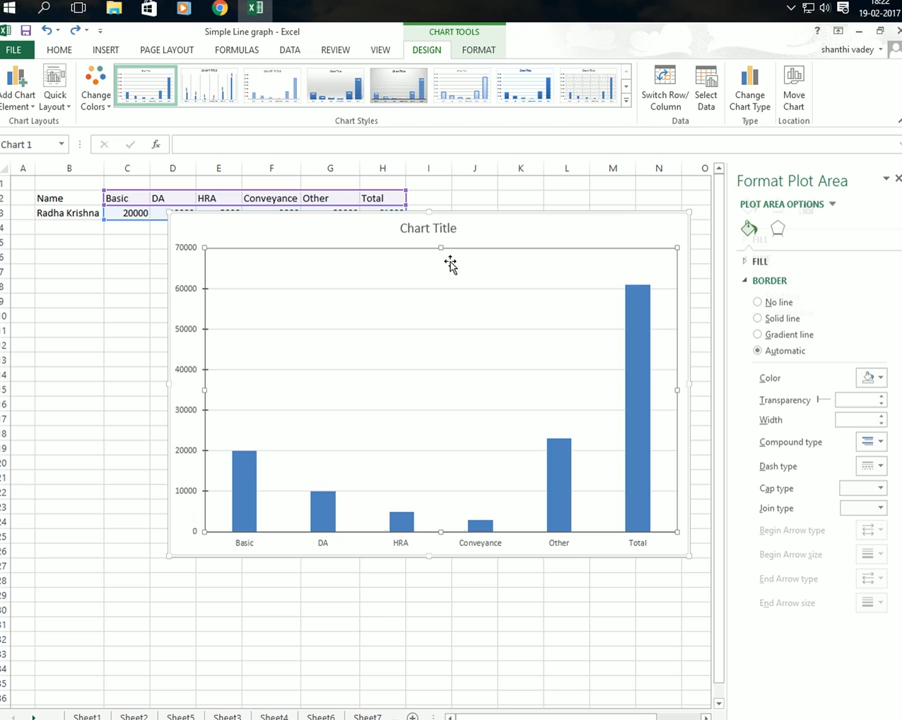 18:22
19-02-2017
Simple Line graph - Excel
CHART TOOLS
FILE HOME INSERT PAGE LAYOUT FORMULAS DATA REVIEW VIEW DESIGN FORMAT shanthi vadey
Add Chart Element Quick Layout Change Colors Switch Row/ Column Select Data Change Chart Type Move Chart
Chart Layouts Chart Styles Data Type Location
Chart 1 fx
A B C D E F G H I J K L M N O
Name Basic DA HRA Conveyance Other Total
Radha Krishna 20000
Chart Title
70000
60000
50000
40000
30000
20000
10000
0
Basic DA HRA Conveyance Other Total
Format Plot Area
PLOT AREA OPTIONS
FILL
BORDER
No line
Solid line
Gradient line
Automatic
Color
Transparency
Width
Compound type
Dash type
Cap type
Join type
Begin Arrow type
Begin Arrow size
End Arrow type
End Arrow size
Sheet1 Sheet2 Sheet5 Sheet3 Sheet4 Sheet6 Sheet7 ...